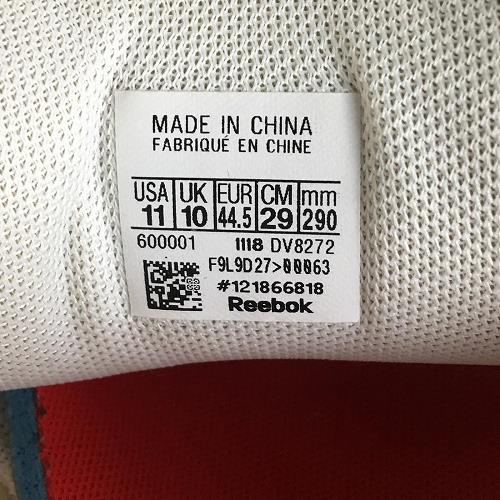 MADE IN CHINA
FABRIQUÉ EN CHINE
USA UK EUR CM mm
11 10 44.5 29 290
600001 1118 DV8272
F9L9D27>00063
#121866818
Reebok